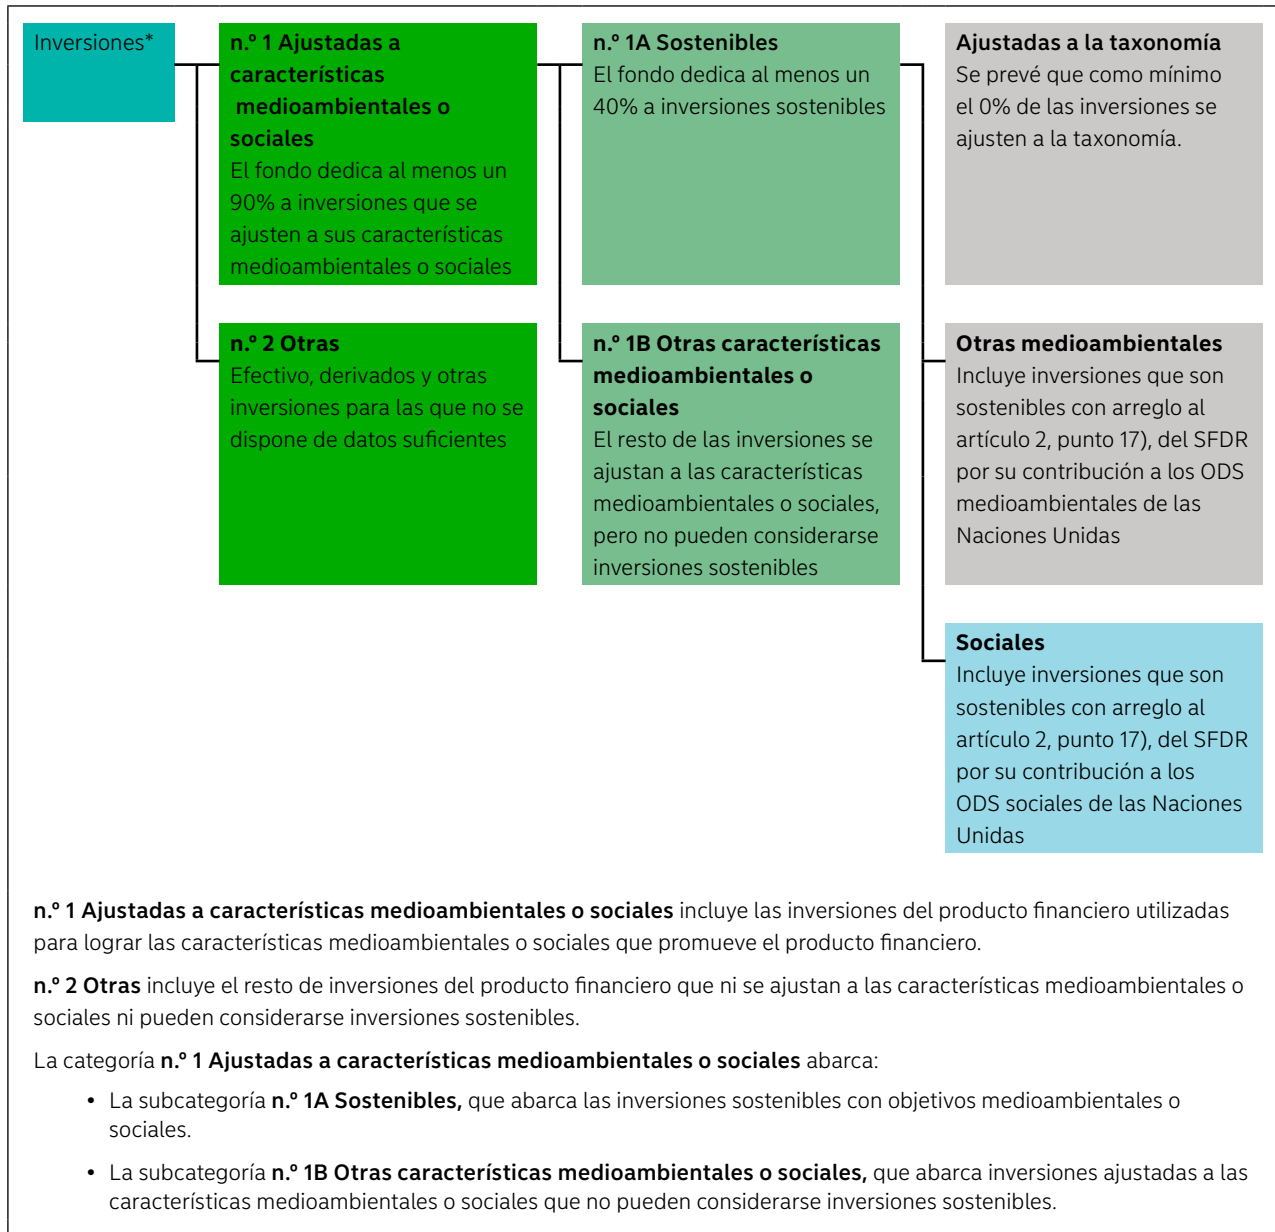 Inversiones*
n.º 1 Ajustadas a
características
medioambientales o
sociales
El fondo dedica al menos un
90% a inversiones que se
ajusten a sus características
medioambientales o sociales
n.º 2 Otras
Efectivo, derivados y otras
inversiones para las que no se
dispone de datos suficientes
n.º 1A Sostenibles
El fondo dedica al menos un
40% a inversiones sostenibles
n.º 1B Otras características
medioambientales o
sociales
El resto de las inversiones se
ajustan a las características
medioambientales o sociales,
pero no pueden considerarse
inversiones sostenibles
Ajustadas a la taxonomía
Se prevé que como mínimo
el 0% de las inversiones se
ajusten a la taxonomía.
Otras medioambientales
Incluye inversiones que son
sostenibles con arreglo al
artículo 2, punto 17), del SFDR
por su contribución a los ODS
medioambientales de las
Naciones Unidas
Sociales
Incluye inversiones que son
sostenibles con arreglo al
artículo 2, punto 17), del SFDR
por su contribución a los
ODS sociales de las Naciones
Unidas
n.º 1 Ajustadas a características medioambientales o sociales incluye las inversiones del producto financiero utilizadas
para lograr las características medioambientales o sociales que promueve el producto financiero.
n.º 2 Otras incluye el resto de inversiones del producto financiero que ni se ajustan a las características medioambientales o
sociales ni pueden considerarse inversiones sostenibles.
La categoría n.º 1 Ajustadas a características medioambientales o sociales abarca:
• La subcategoría n.º 1A Sostenibles, que abarca las inversiones sostenibles con objetivos medioambientales o
sociales.
• La subcategoría n.º 1B Otras características medioambientales o sociales, que abarca inversiones ajustadas a las
características medioambientales o sociales que no pueden considerarse inversiones sostenibles.